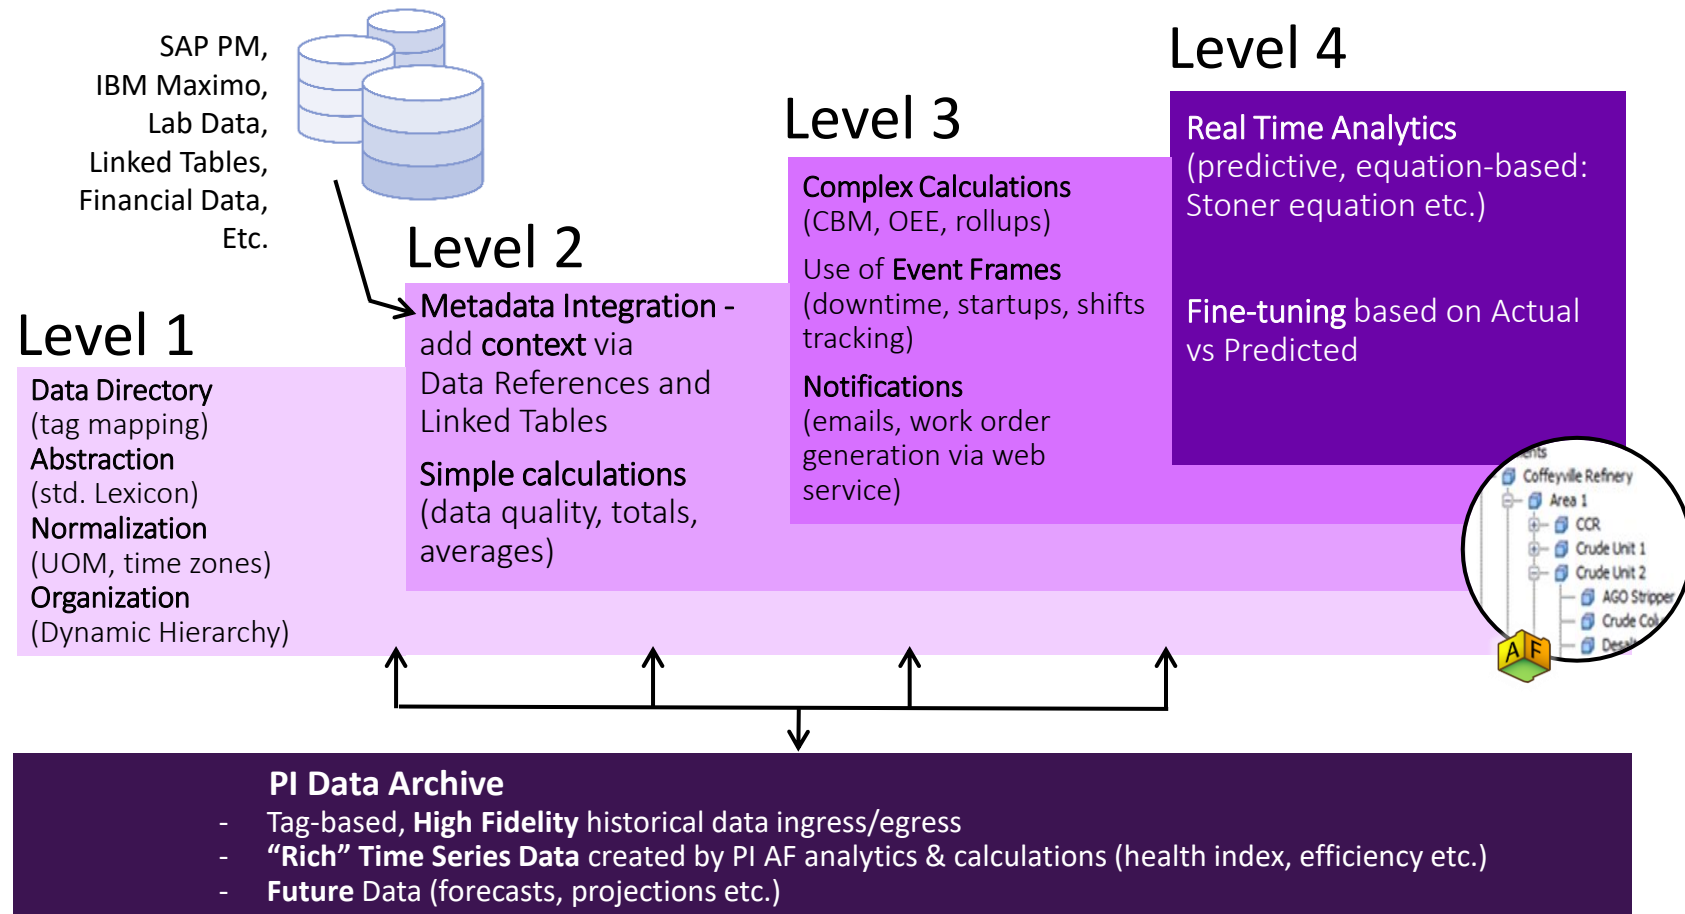 SAP PM,
IBM Maximo,
Lab Data,
Linked Tables,
Financial Data,
Etc.
Level 1
Data Directory
(tag mapping)
Abstraction
(std. Lexicon)
Normalization
(UOM, time zones)
Organization
(Dynamic Hierarchy)
Level 2
Metadata Integration -
add context via
Data References and
Linked Tables
Simple calculations
(data quality, totals,
averages)
Level 3
Complex Calculations
(CBM, OEE, rollups)
Use of Event Frames
(downtime, startups, shifts
tracking)
Notifications
(emails, work order
generation via web
service)
Level 4
Real Time Analytics
(predictive, equation-based:
Stoner equation etc.)
Fine-tuning based on Actual
vs Predicted
Coffeyville Refinery
Area 1
CCR
Crude Unit 1
Crude Unit 2
AGO Stripper
Crude
AF
PI Data Archive
- Tag-based, High Fidelity historical data ingress/egress
- “Rich” Time Series Data created by PI AF analytics & calculations (health index, efficiency etc.)
- Future Data (forecasts, projections etc.)